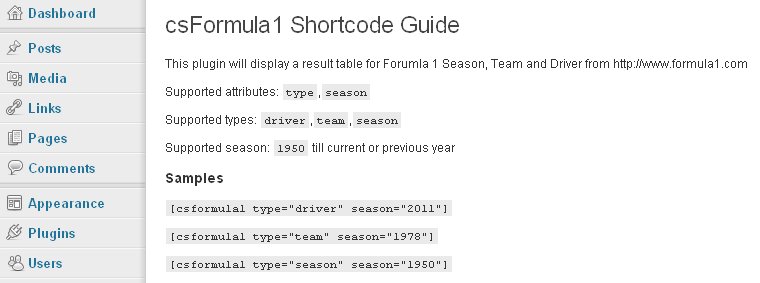 Dashboard
Posts
Media
Links
Pages
Comments
Appearance
Plugins
Users
csFormula1 Shortcode Guide
This plugin will display a result table for Forumla 1 Season, Team and Driver from http://www.formula1.com
Supported attributes: type, season
Supported types: driver, team, season
Supported season: 1950 till current or previous year
Samples
[csformula1 type="driver" season="2011"]
[csformula1 type="team" season="1978"]
[csformula1 type="season" season="1950"]